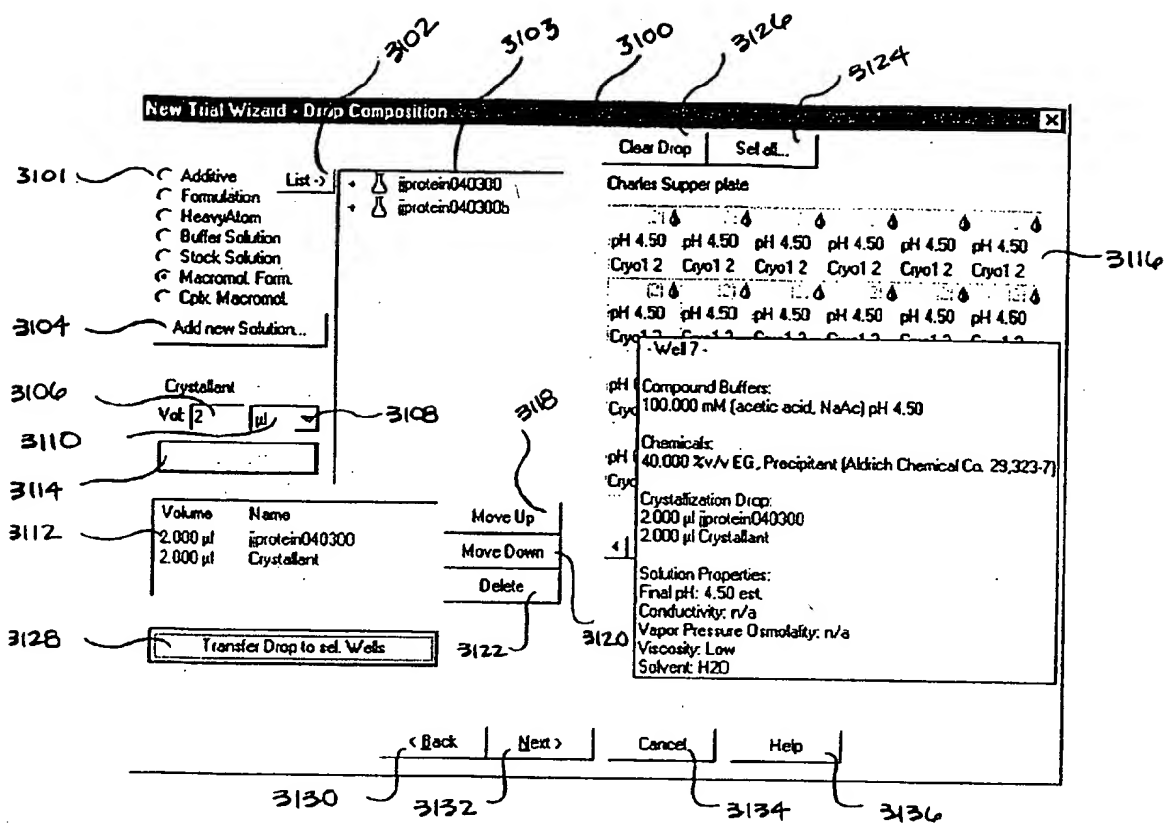 3102
3103
3100
3126
3124
New Trial Wizard - Drop Composition
Clear Drop
Sel all...
3101
Additive
Formulation
HeavyAtom
Buffer Solution
Stock Solution
Macromol. Form.
Cplx. Macromol.
List ->
jjprotein040300
jjprotein040300b
Charles Supper plate
pH 4.50 pH 4.50 pH 4.50 pH 4.50 pH 4.50 pH 4.50
Cryo1 2 Cryo1 2 Cryo1 2 Cryo1 2 Cryo1 2 Cryo1 2
3116
pH 4.50 pH 4.50 pH 4.50 pH 4.50 pH 4.50 pH 4.50
3104
Add new Solution...
Crystallant
3106
Vol: 2 µl
3108
3110
3114
3118
- Well 7 -
Compound Buffers:
100.000 mM (acetic acid, NaAc) pH 4.50
Chemicals:
40.000 %v/v EG, Precipitant (Aldrich Chemical Co. 29,323-7)
Crystallization Drop:
2.000 µl jjprotein040300
2.000 µl Crystallant
Solution Properties:
Final pH: 4.50 est.
Conductivity: n/a
Vapor Pressure Osmolality: n/a
Viscosity: Low
Solvent: H2O
3112
Volume Name
2.000 µl jjprotein040300
2.000 µl Crystallant
Move Up
Move Down
Delete
3120
3122
3128
Transfer Drop to sel. Wells
< Back
Next >
Cancel
Help
3130
3132
3134
3136